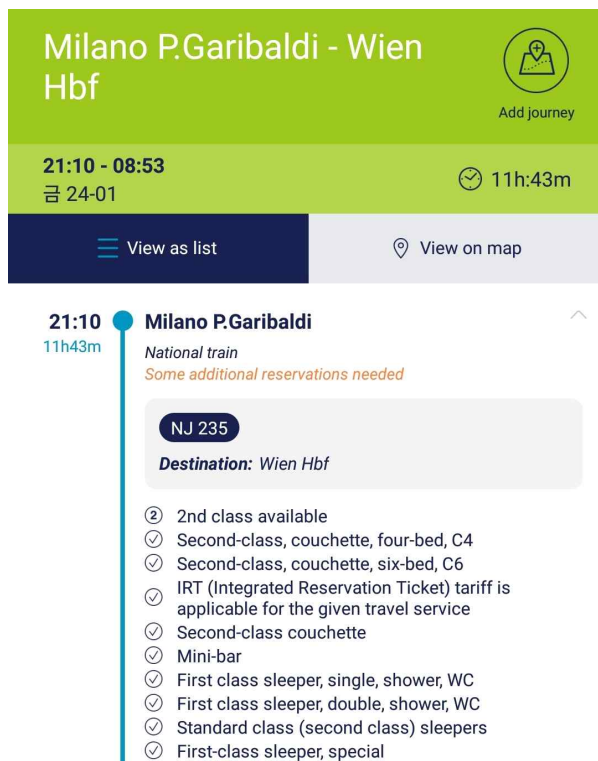 Milano P.Garibaldi - Wien
Hbf
Add journey
21:10 - 08:53
금 24-01
11h:43m
View as list
View on map
21:10
Milano P.Garibaldi
11h43m
National train
Some additional reservations needed
NJ 235
Destination: Wien Hbf
2 2nd class available
Second-class, couchette, four-bed, C4
Second-class, couchette, six-bed, C6
IRT (Integrated Reservation Ticket) tariff is
applicable for the given travel service
Second-class couchette
Mini-bar
First class sleeper, single, shower, WC
First class sleeper, double, shower, WC
Standard class (second class) sleepers
First-class sleeper, special